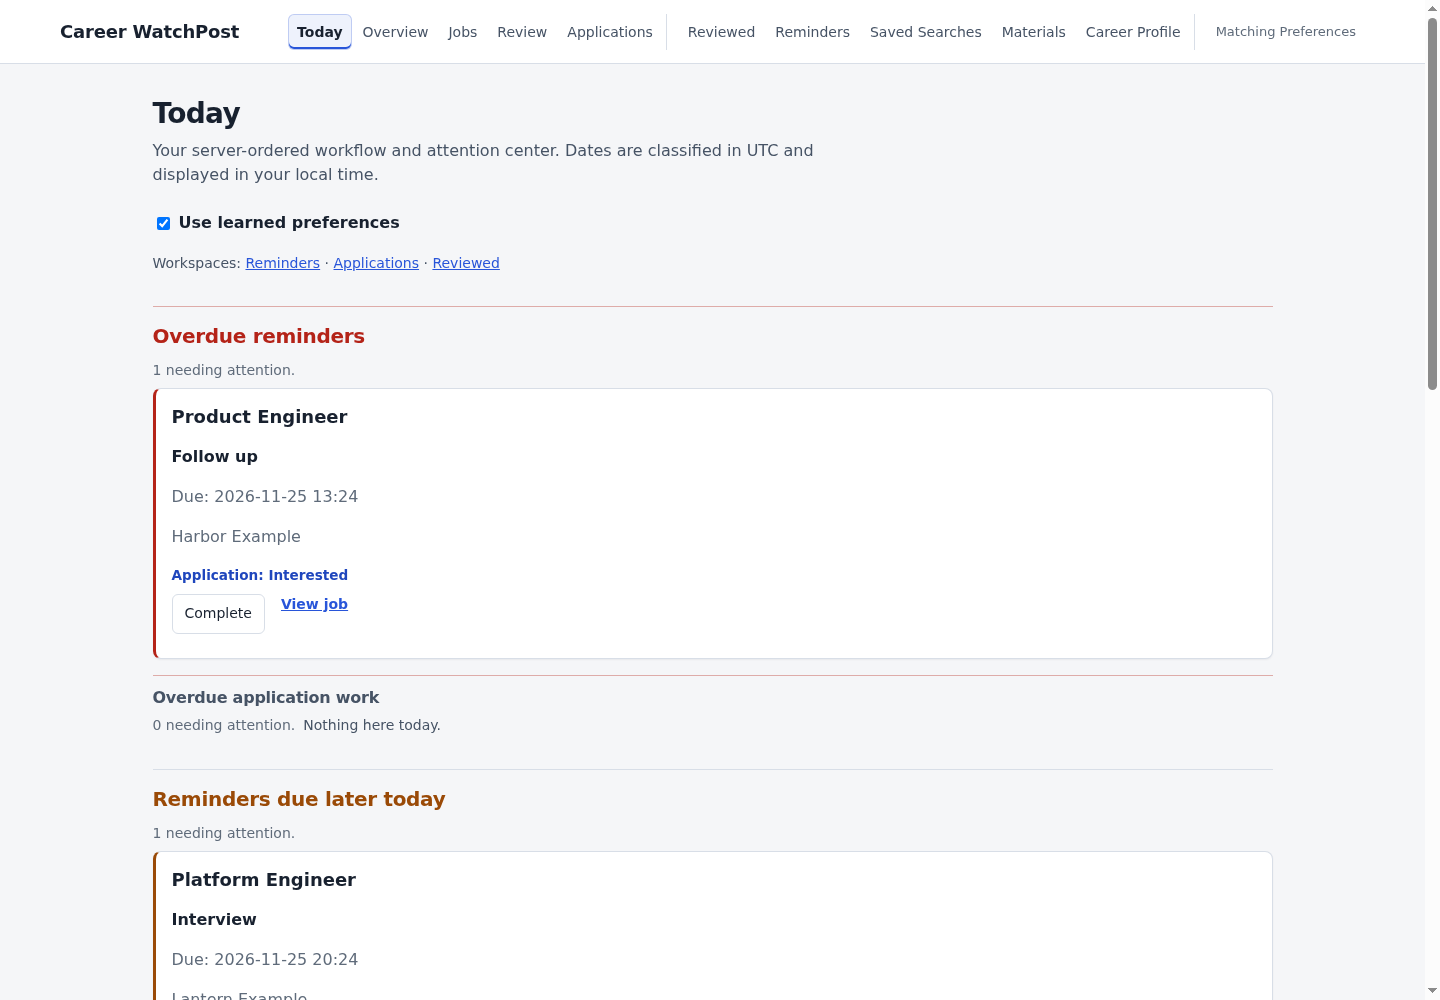 Career WatchPost
Today
Overview
Jobs
Review
Applications
Reviewed
Reminders
Saved Searches
Materials
Career Profile
Matching Preferences
Today
Your server-ordered workflow and attention center. Dates are classified in UTC and
displayed in your local time.
Use learned preferences
Workspaces: Reminders · Applications · Reviewed
Overdue reminders
1 needing attention.
Product Engineer
Follow up
Due: 2026-11-25 13:24
Harbor Example
Application: Interested
Complete
View job
Overdue application work
0 needing attention. Nothing here today.
Reminders due later today
1 needing attention.
Platform Engineer
Interview
Due: 2026-11-25 20:24
Lantern Example